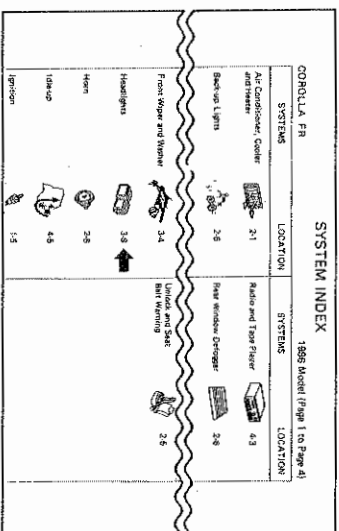 SYSTEM INDEX
COROLLA FR
1986 Model (Page 1 to Page 4)
SYSTEMS LOCATION SYSTEMS LOCATION
Air Conditioner, Cooler
and Heater
2-1
Radio and Tape Player
4-3
Back-up Lights
2-6
Rear Window Defogger
2-8
Front Wiper and Washer
3-4
Unlock and Seat
Belt Warning
2-5
Headlights
3-8
Horn
2-8
Idle-up
4-5
Ignition
1-5